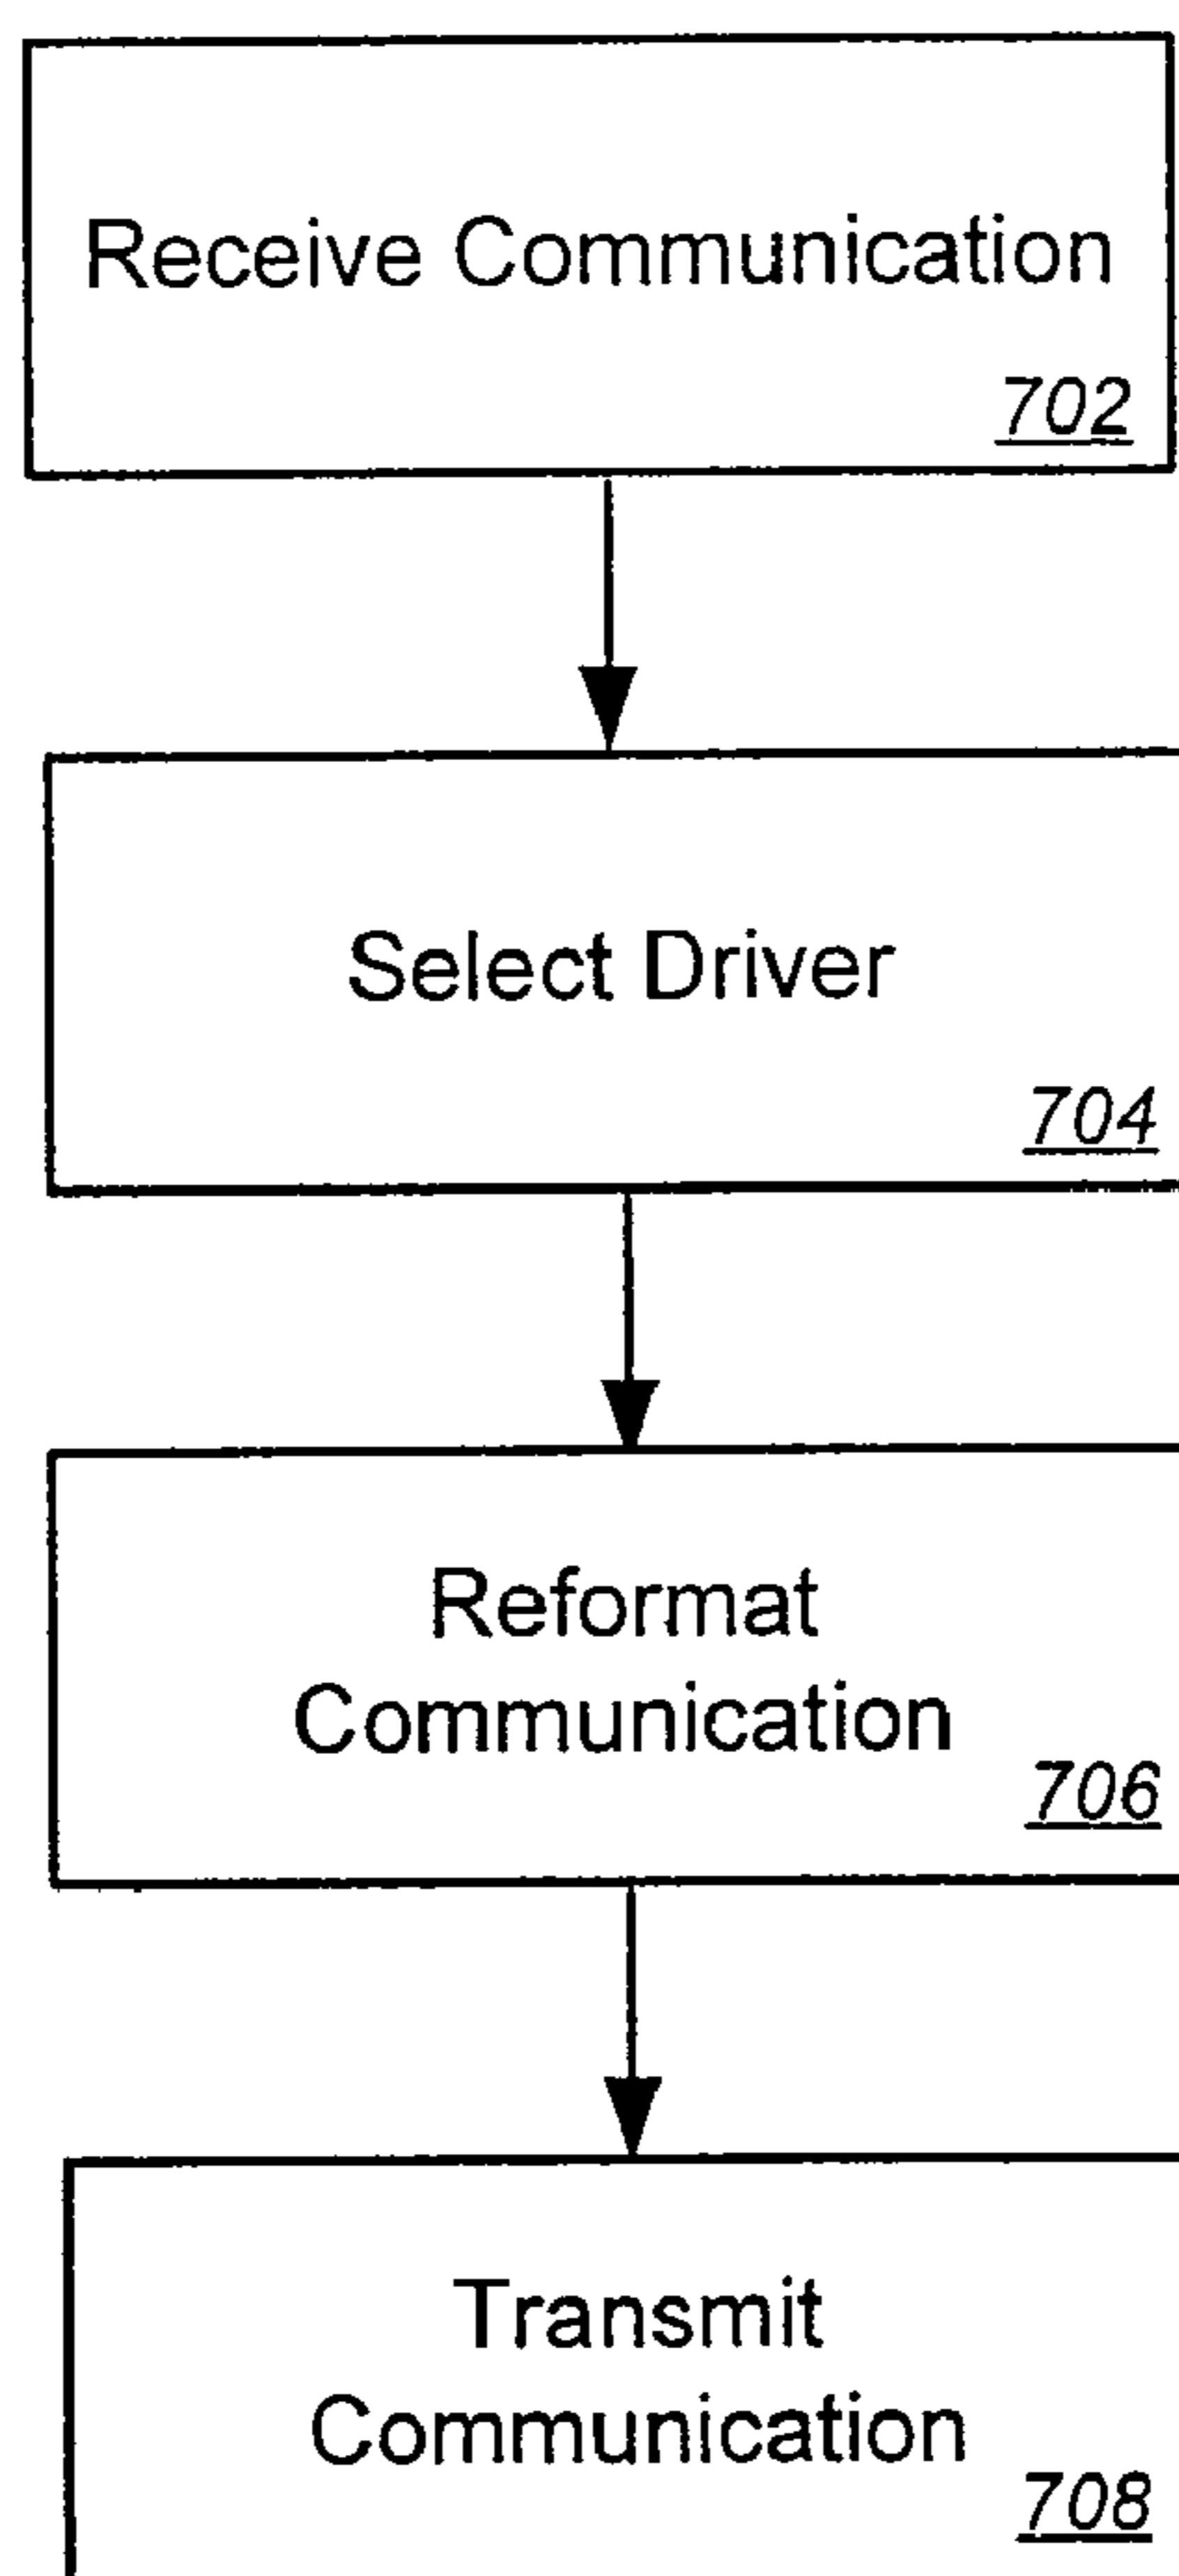 Receive Communication
702
Select Driver
704
Reformat
Communication
706
Transmit
Communication
708